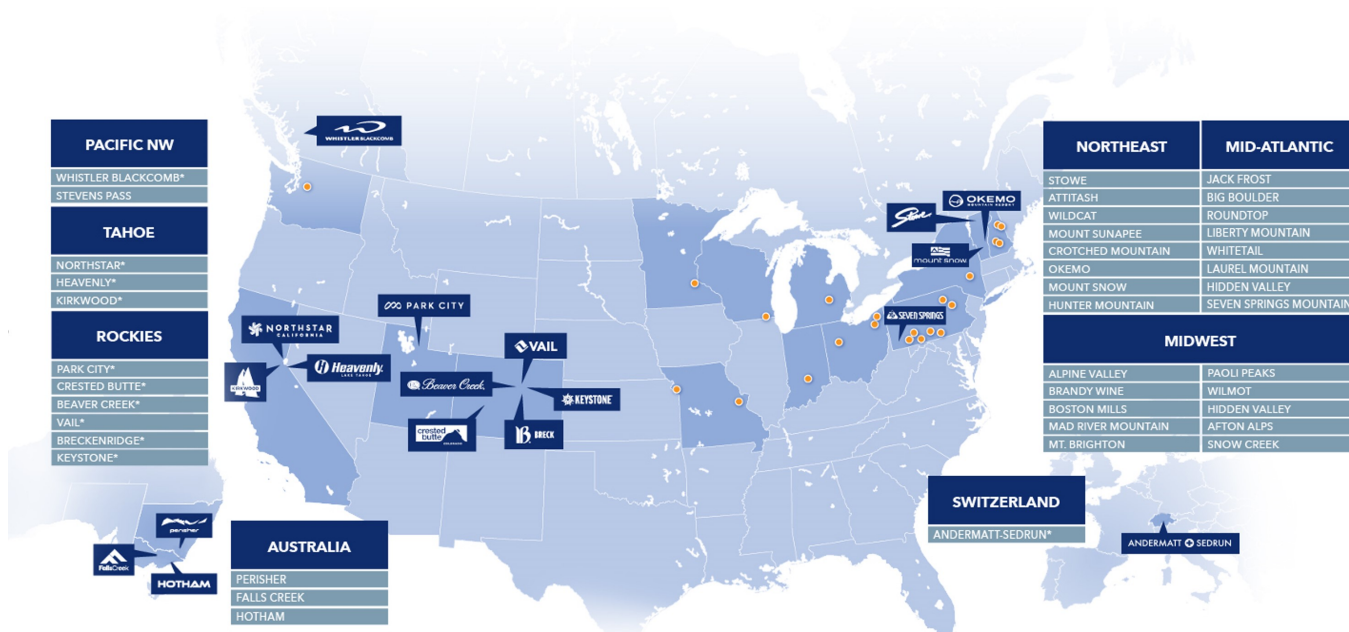 PACIFIC NW
WHISTLER BLACKCOMB*
STEVENS PASS
TAHOE
NORTHSTAR*
HEAVENLY*
KIRKWOOD*
ROCKIES
PARK CITY*
CRESTED BUTTE*
BEAVER CREEK*
VAIL*
BRECKENRIDGE*
KEYSTONE*
WHISTLER BLACKCOMB
PARK CITY
NORTHSTAR
CALIFORNIA
Heavenly
LAKE TAHOE
KIRKWOOD
VAIL
Beaver Creek
KEYSTONE
crested
butte
COLORADO
BRECK
OKEMO
MOUNTAIN RESORT
Stowe
mount snow
SEVEN SPRINGS
NORTHEAST
STOWE
ATTITASH
WILDCAT
MOUNT SUNAPEE
CROTCHED MOUNTAIN
OKEMO
MOUNT SNOW
HUNTER MOUNTAIN
MID-ATLANTIC
JACK FROST
BIG BOULDER
ROUNDTOP
LIBERTY MOUNTAIN
WHITETAIL
LAUREL MOUNTAIN
HIDDEN VALLEY
SEVEN SPRINGS MOUNTAIN
MIDWEST
ALPINE VALLEY
BRANDY WINE
BOSTON MILLS
MAD RIVER MOUNTAIN
MT. BRIGHTON
PAOLI PEAKS
WILMOT
HIDDEN VALLEY
AFTON ALPS
SNOW CREEK
perisher
FallsCreek
HOTHAM
AUSTRALIA
PERISHER
FALLS CREEK
HOTHAM
SWITZERLAND
ANDERMATT-SEDRUN*
ANDERMATT SEDRUN